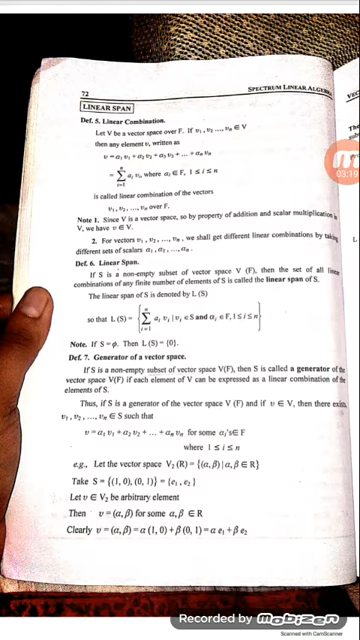 72
SPECTRUM LINEAR ALGEBRA
LINEAR SPAN
Def. 5. Linear Combination.
Let V be a vector space over F. If v₁, v₂ ..., vₙ ∈ V
then any element v, written as
v = α₁ v₁ + α₂ v₂ + α₃ v₃ + ... + αₙ vₙ
= ∑ᵢ₌₁ⁿ αᵢ vᵢ, where αᵢ ∈ F, 1 ≤ i ≤ n
is called linear combination of the vectors
v₁, v₂, ..., vₙ over F.
Note 1. Since V is a vector space, so by property of addition and scalar multiplication in
V, we have v ∈ V.
2. For vectors v₁, v₂, ..., vₙ, we shall get different linear combinations by taking
different sets of scalars α₁, α₂, ..., αₙ.
Def. 6. Linear Span.
If S is a non-empty subset of vector space V (F), then the set of all linear
combinations of any finite number of elements of S is called the linear span of S.
The linear span of S is denoted by L (S)
so that L (S) = { ∑ᵢ₌₁ⁿ αᵢ vᵢ | vᵢ ∈ S and αᵢ ∈ F, 1 ≤ i ≤ n }
Note. If S = ϕ. Then L (S) = {0}.
Def. 7. Generator of a vector space.
If S is a non-empty subset of vector space V(F), then S is called a generator of the
vector space V(F) if each element of V can be expressed as a linear combination of the
elements of S.
Thus, if S is a generator of the vector space V (F) and if v ∈ V, then there exists
v₁, v₂, ..., vₙ ∈ S such that
v = α₁ v₁ + α₂ v₂ + ... + αₙ vₙ for some αᵢ's ∈ F
where 1 ≤ i ≤ n
e.g., Let the vector space V₂ (R) = {(α, β) | α, β ∈ R}
Take S = {(1, 0), (0, 1)} = {e₁, e₂}
Let v ∈ V₂ be arbitrary element
Then v = (α, β) for some α, β ∈ R
Clearly v = (α, β) = α (1, 0) + β (0, 1) = α e₁ + β e₂
03:19
Recorded by Mobizen
Scanned with CamScanner